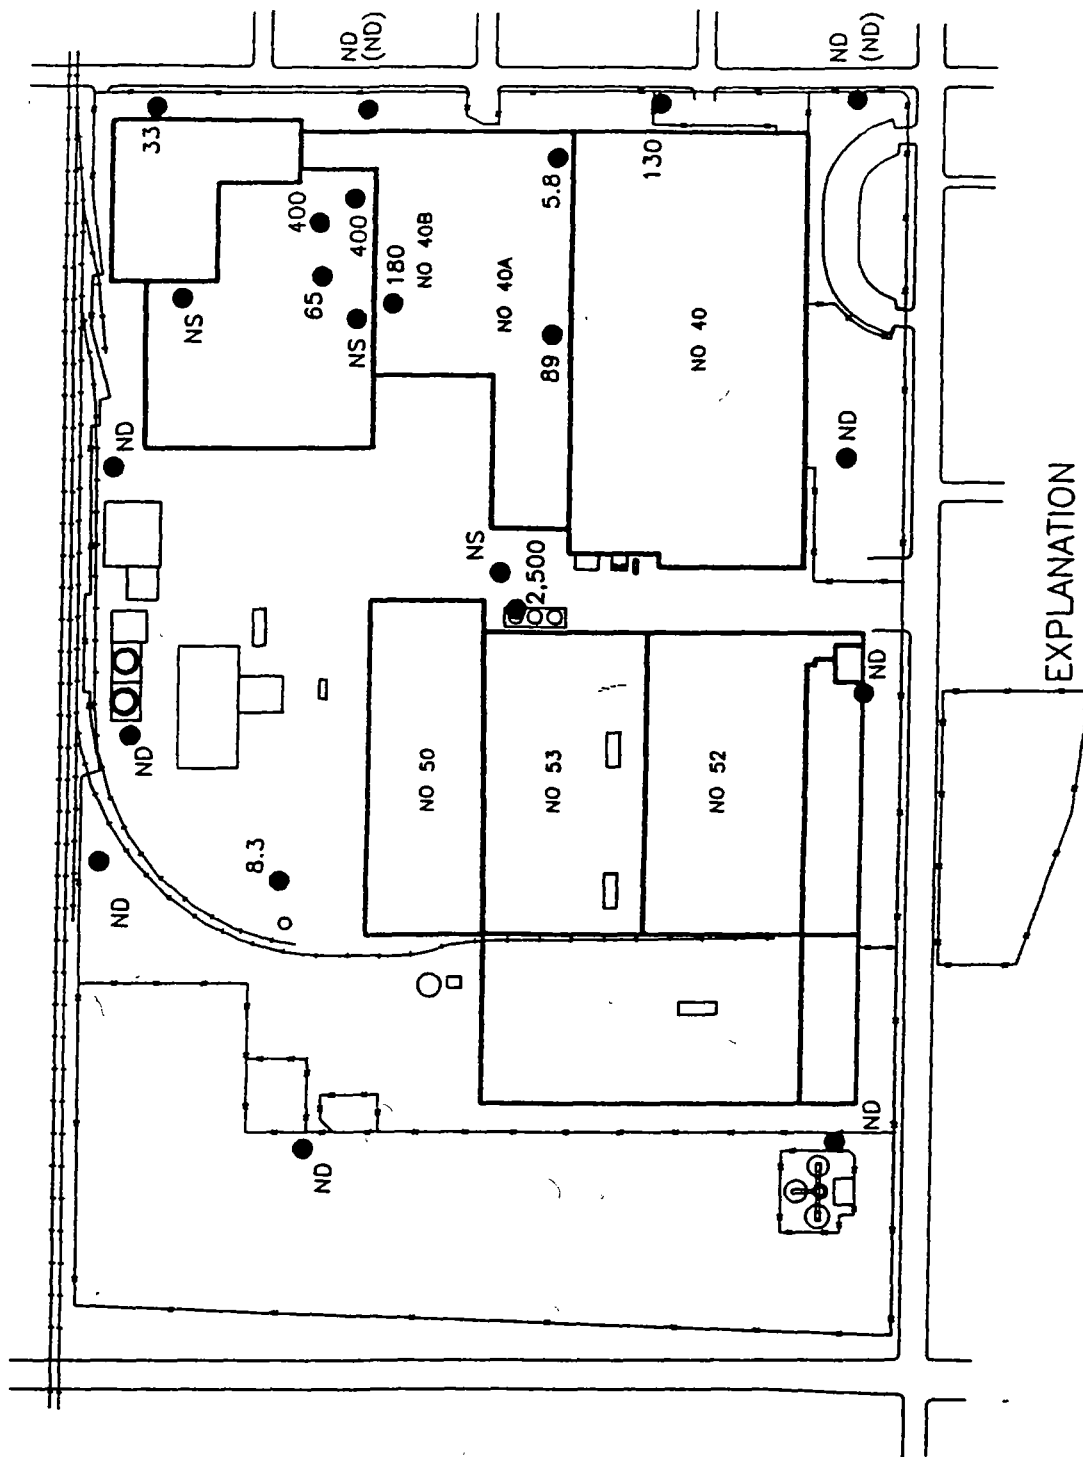 ND
(ND)
ND
(ND)
33
400
400
65
NS
NS
180
NO 40B
5.8
130
NO 40A
89
NO 40
ND
ND
NS
2,500
ND
ND
NO 50
NO 53
NO 52
8.3
ND
ND
ND
EXPLANATION